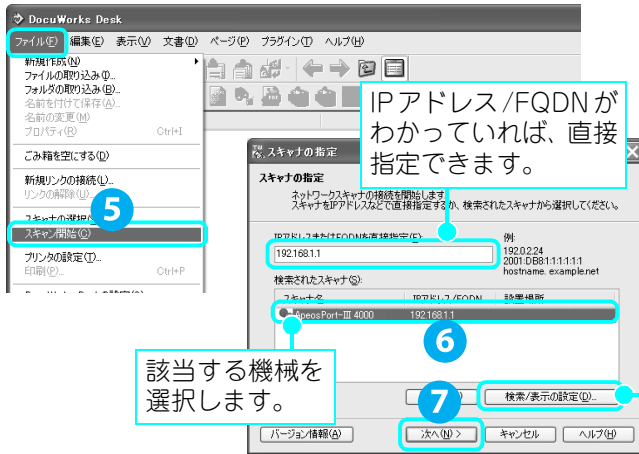 DocuWorks Desk
ファイル(F) 編集(E) 表示(V) 文書(D) ページ(P) プラグイン(T) ヘルプ(H)
新規作成(N)
ファイルの取り込み(I)...
フォルダの取り込み(B)...
名前を付けて保存(A)...
名前の変更(M)
プロパティ(R) Ctrl+I
ごみ箱を空にする(D)
新規リンクの接続(L)...
リンクの解除(U)...
スキャナの選択
5
スキャン開始(C)
プリンタの設定(T)...
印刷(P)... Ctrl+P
IPアドレス/FQDNが
わかっていれば、直接
指定できます。
スキャナの指定
スキャナの指定
ネットワークスキャナの接続を開始します
スキャナをIPアドレスなどで直接指定するか、検索されたスキャナから選択してください。
IPアドレスまたはFQDNを直接指定(F):
192.168.1.1
例:
192.0.2.24
2001:DB8:1:1:1:1:1:1
hostname. example.net
検索されたスキャナ(S):
スキャナ名 IPアドレス/FQDN 設置場所
ApeosPort-III 4000 192.168.1.1
6
該当する機械を
選択します。
7
検索/表示の設定(D)...
バージョン情報(A) 次へ(N) > キャンセル ヘルプ(H)